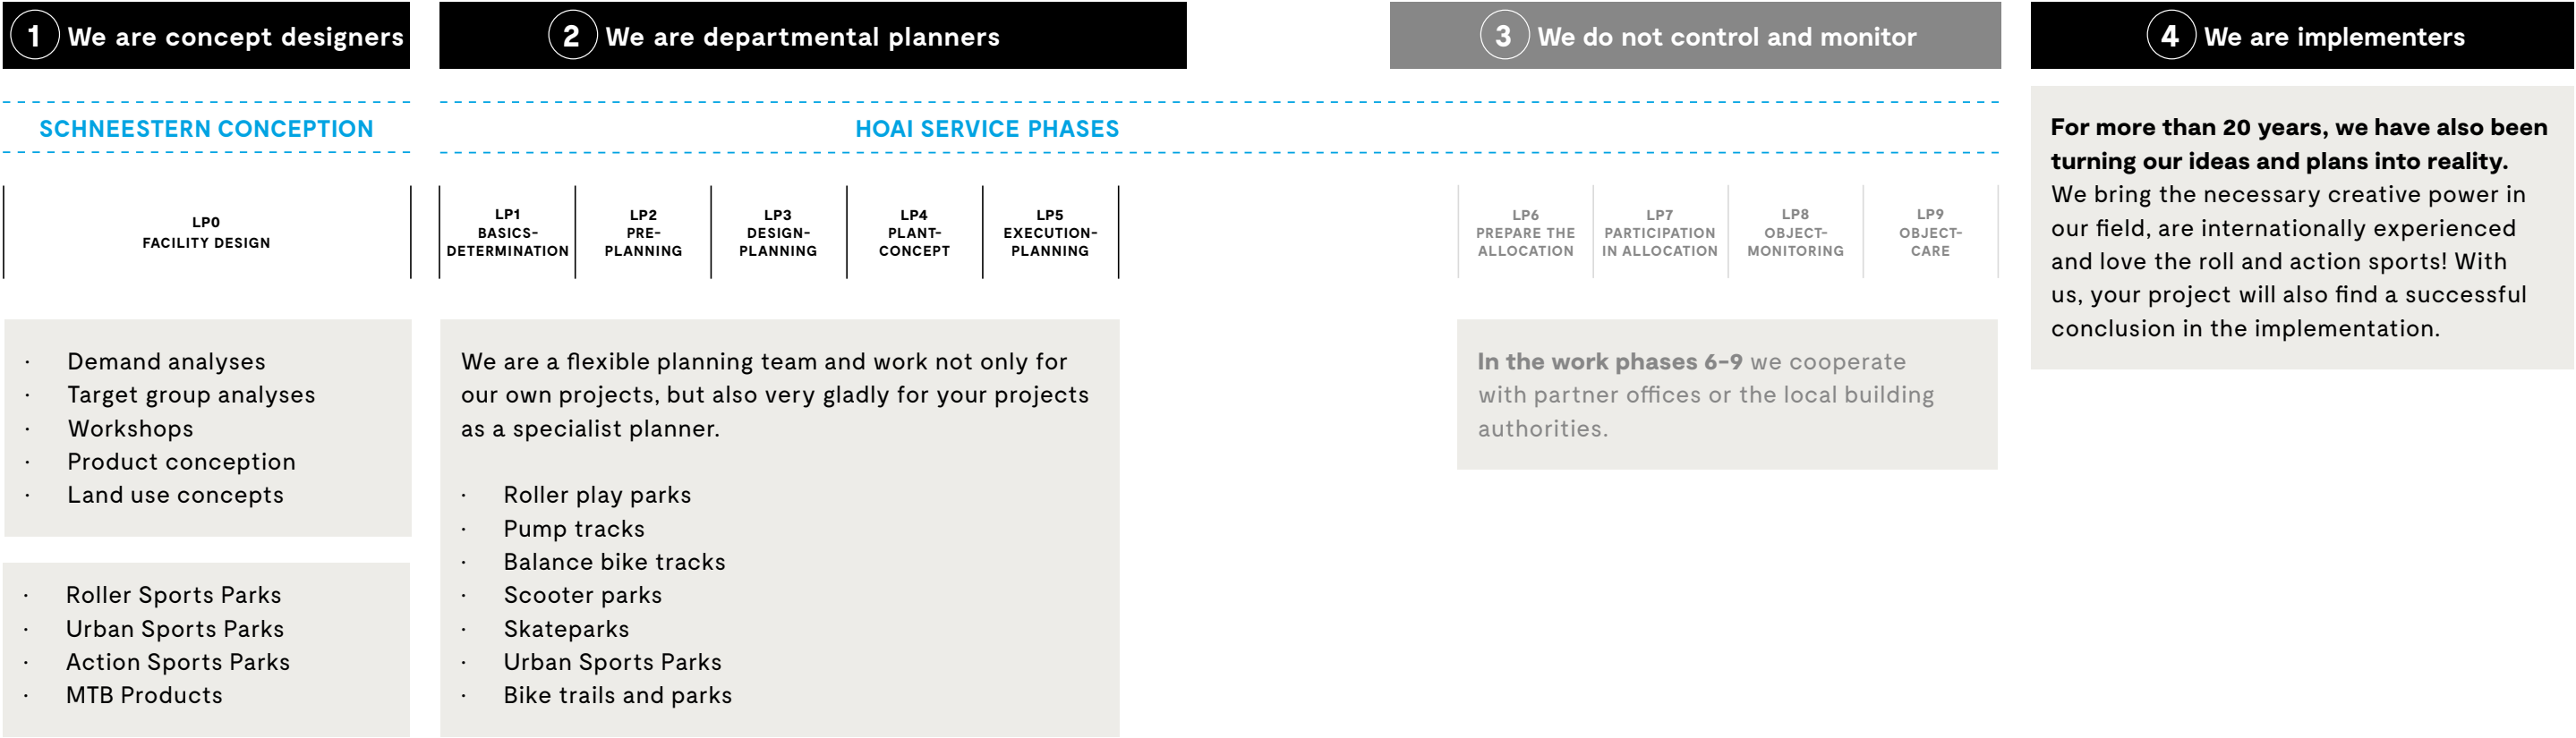 1 We are concept designers
SCHNEESTERN CONCEPTION
LP0
FACILITY DESIGN
· Demand analyses
· Target group analyses
· Workshops
· Product conception
· Land use concepts
· Roller Sports Parks
· Urban Sports Parks
· Action Sports Parks
· MTB Products
2 We are departmental planners
HOAI SERVICE PHASES
LP1
BASICS-
DETERMINATION
LP2
PRE-
PLANNING
LP3
DESIGN-
PLANNING
LP4
PLANT-
CONCEPT
LP5
EXECUTION-
PLANNING
We are a flexible planning team and work not only for
our own projects, but also very gladly for your projects
as a specialist planner.
· Roller play parks
· Pump tracks
· Balance bike tracks
· Scooter parks
· Skateparks
· Urban Sports Parks
· Bike trails and parks
3 We do not control and monitor
LP6
PREPARE THE
ALLOCATION
LP7
PARTICIPATION
IN ALLOCATION
LP8
OBJECT-
MONITORING
LP9
OBJECT-
CARE
In the work phases 6-9 we cooperate
with partner offices or the local building
authorities.
4 We are implementers
For more than 20 years, we have also been
turning our ideas and plans into reality.
We bring the necessary creative power in
our field, are internationally experienced
and love the roll and action sports! With
us, your project will also find a successful
conclusion in the implementation.